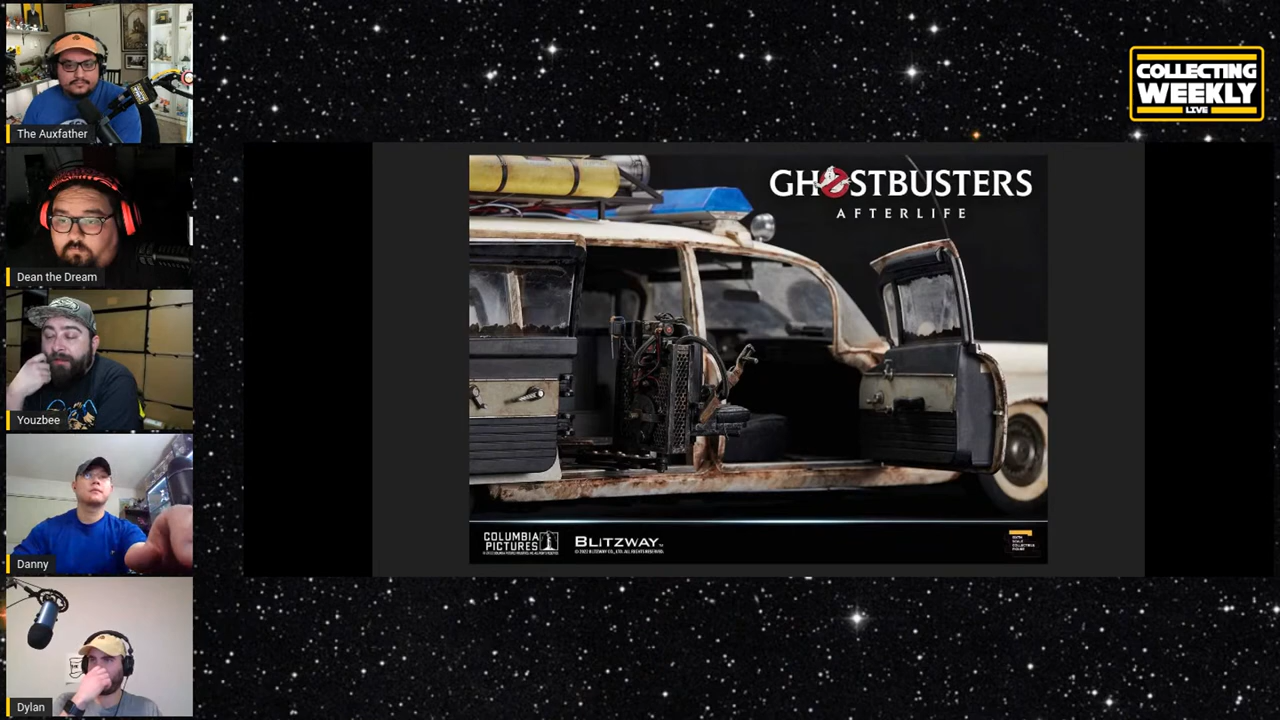 The Auxfather
Dean the Dream
Youzbee
Danny
Dylan
COLLECTING
WEEKLY
LIVE
GHOSTBUSTERS
AFTERLIFE
COLUMBIA
PICTURES
BLITZWAY